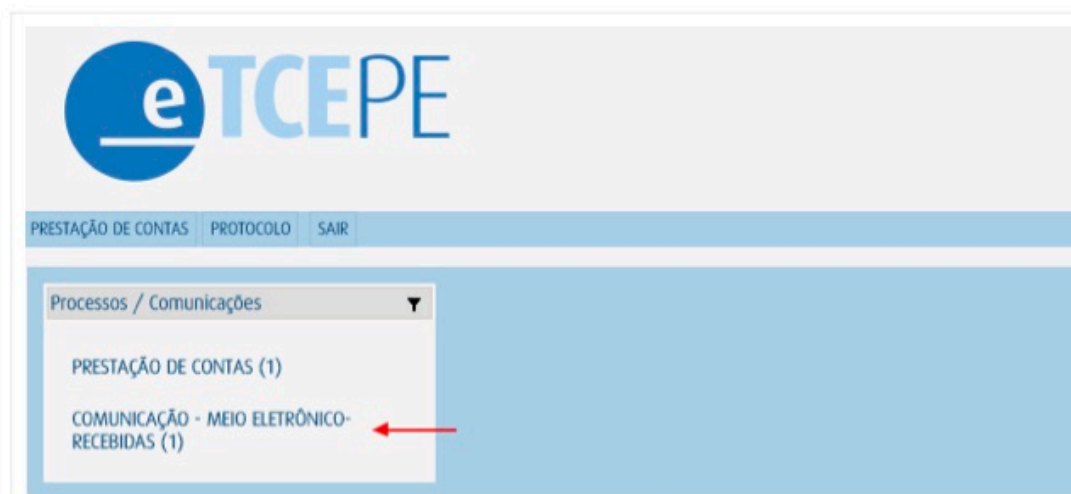 eTCEPE
PRESTAÇÃO DE CONTAS PROTOCOLO SAIR
Processos / Comunicações
PRESTAÇÃO DE CONTAS (1)
COMUNICAÇÃO - MEIO ELETRÔNICO-
RECEBIDAS (1)